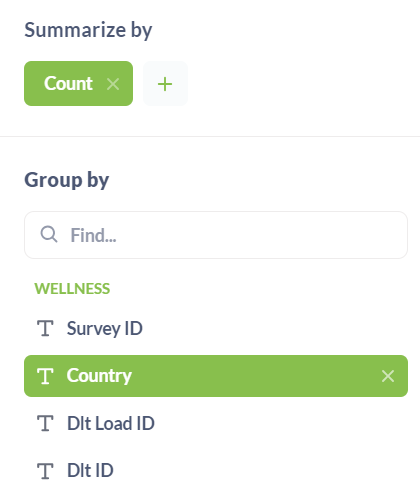 Summarize by
Count
Group by
Find...
WELLNESS
Survey ID
Country
Dlt Load ID
Dlt ID